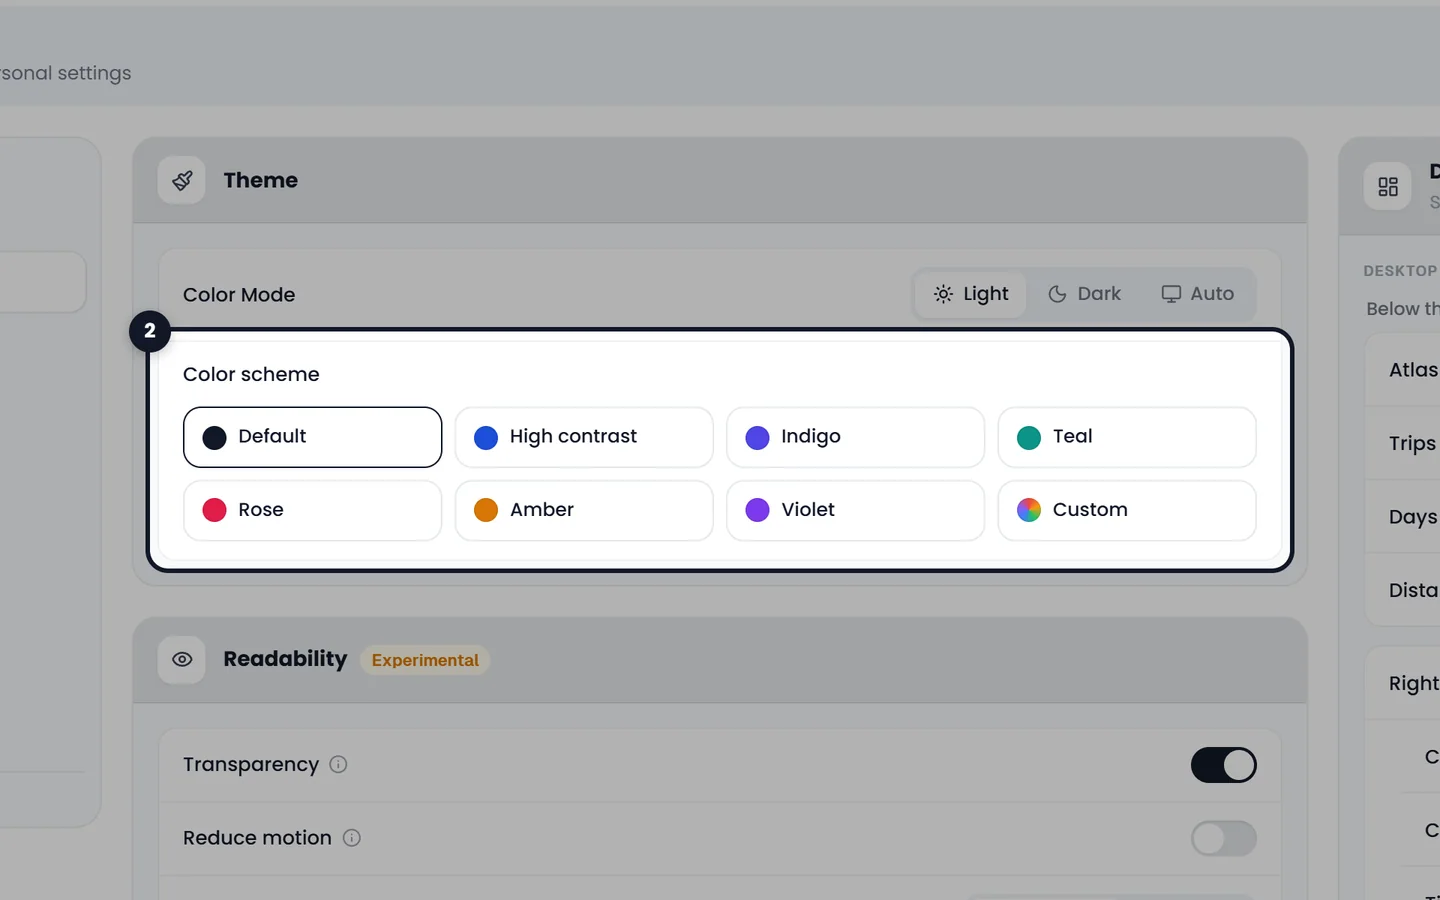 rsonal settings
Theme
Color Mode
Light
Dark
Auto
2
Color scheme
Default
High contrast
Indigo
Teal
Rose
Amber
Violet
Custom
Readability
Experimental
Transparency
Reduce motion
DESKTOP
Below th
Atlas
Trips
Days
Dista
Right